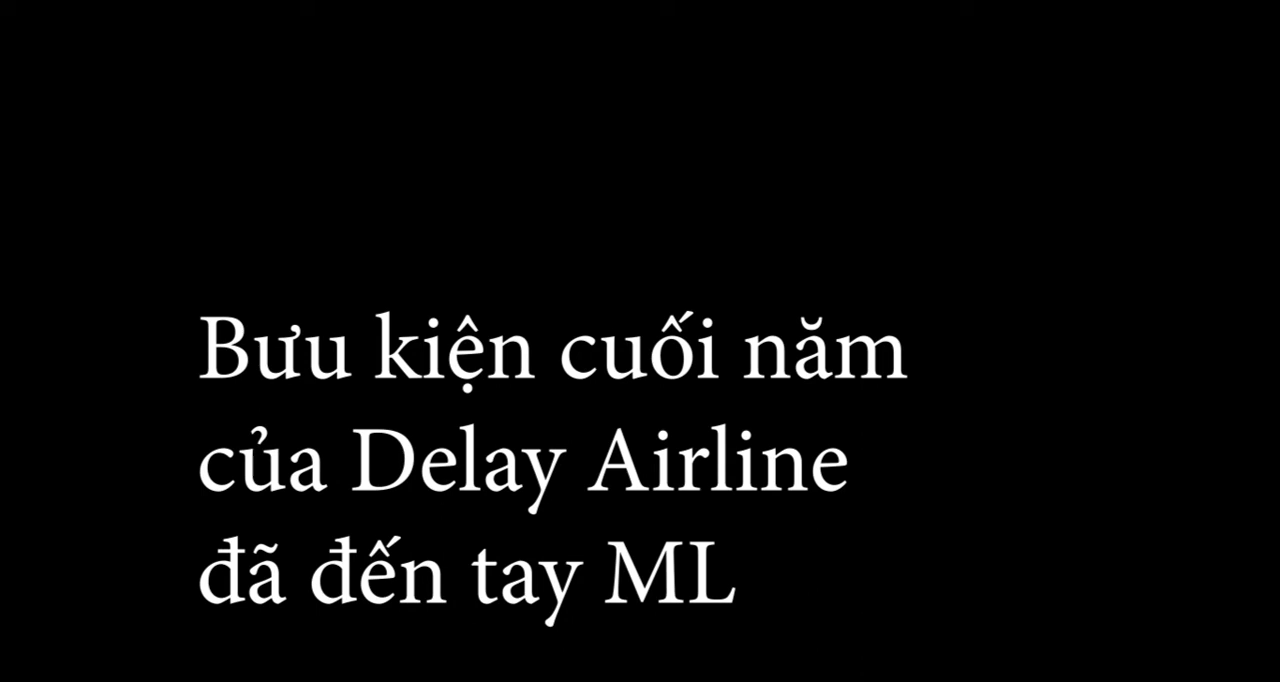 Bưu kiện cuối năm
của Delay Airline
đã đến tay ML